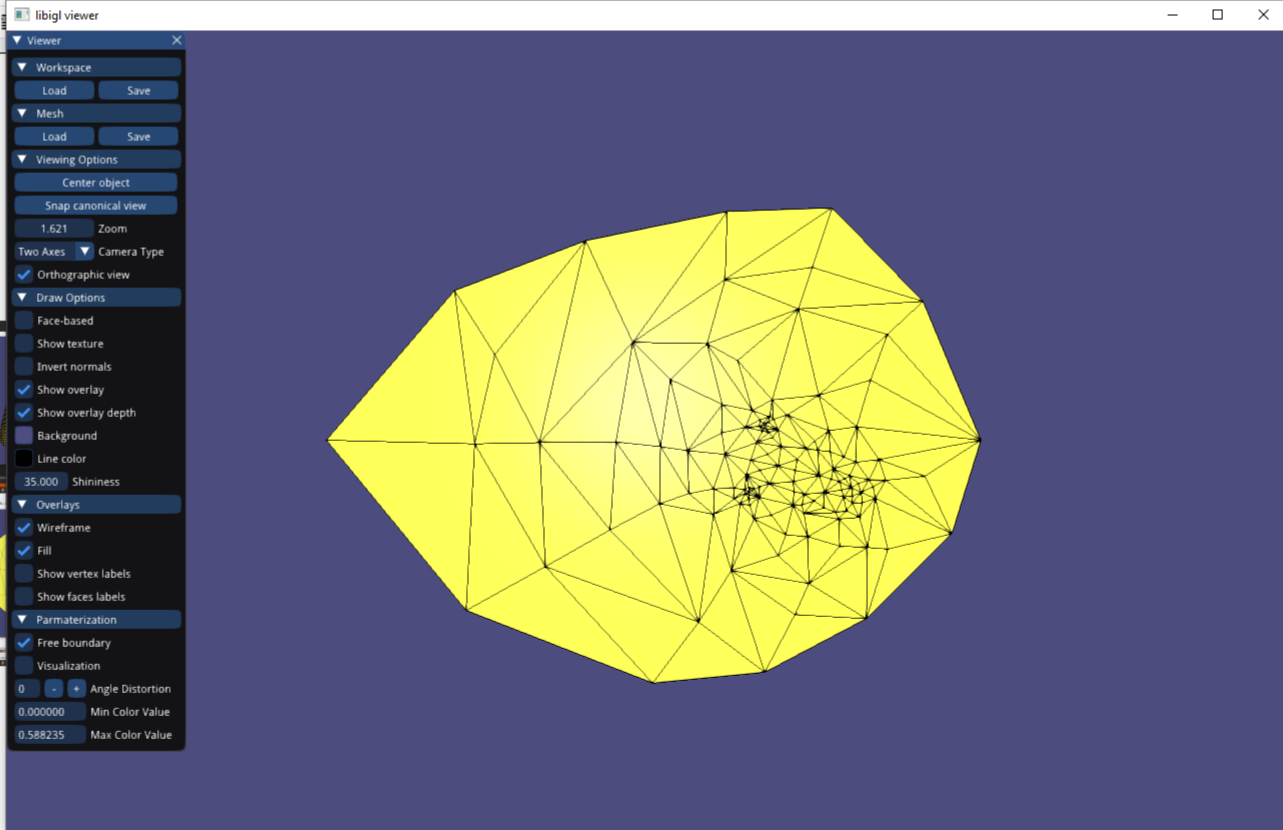 libigl viewer
Viewer
Workspace
Load Save
Mesh
Load Save
Viewing Options
Center object
Snap canonical view
1.621 Zoom
Two Axes Camera Type
Orthographic view
Draw Options
Face-based
Show texture
Invert normals
Show overlay
Show overlay depth
Background
Line color
35.000 Shininess
Overlays
Wireframe
Fill
Show vertex labels
Show faces labels
Parmaterization
Free boundary
Visualization
0 - + Angle Distortion
0.000000 Min Color Value
0.588235 Max Color Value